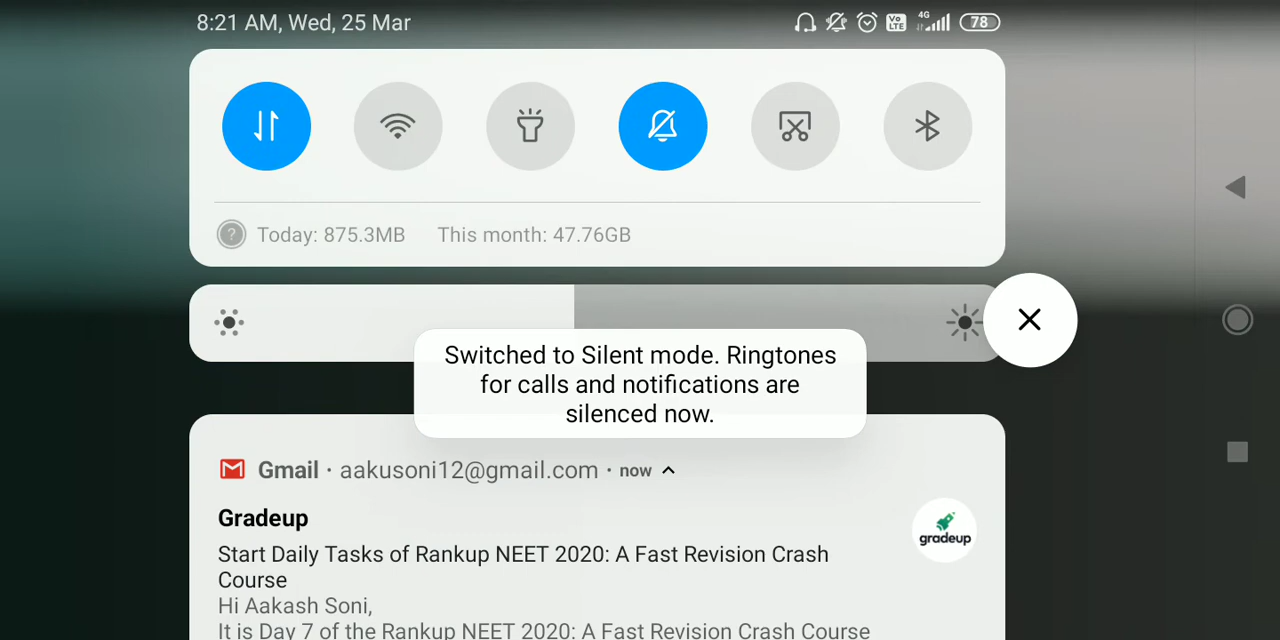 8:21 AM, Wed, 25 Mar
Vo LTE 4G 78
Today: 875.3MB This month: 47.76GB
Switched to Silent mode. Ringtones
for calls and notifications are
silenced now.
Gmail · aakusoni12@gmail.com · now
Gradeup
gradeup
Start Daily Tasks of Rankup NEET 2020: A Fast Revision Crash
Course
Hi Aakash Soni,
It is Day 7 of the Rankup NEET 2020: A Fast Revision Crash Course